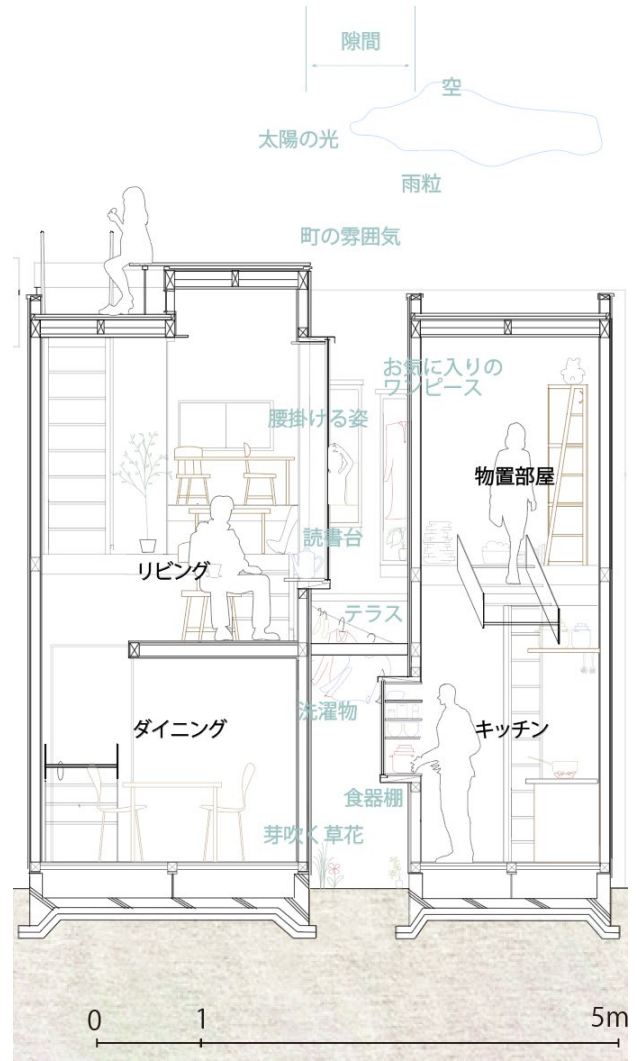 隙間
空
太陽の光
雨粒
町の雰囲気
お気に入りの
ワンピース
腰掛ける姿
物置部屋
読書台
リビング
テラス
洗濯物
ダイニング
キッチン
食器棚
芽吹く草花
0 1 5m